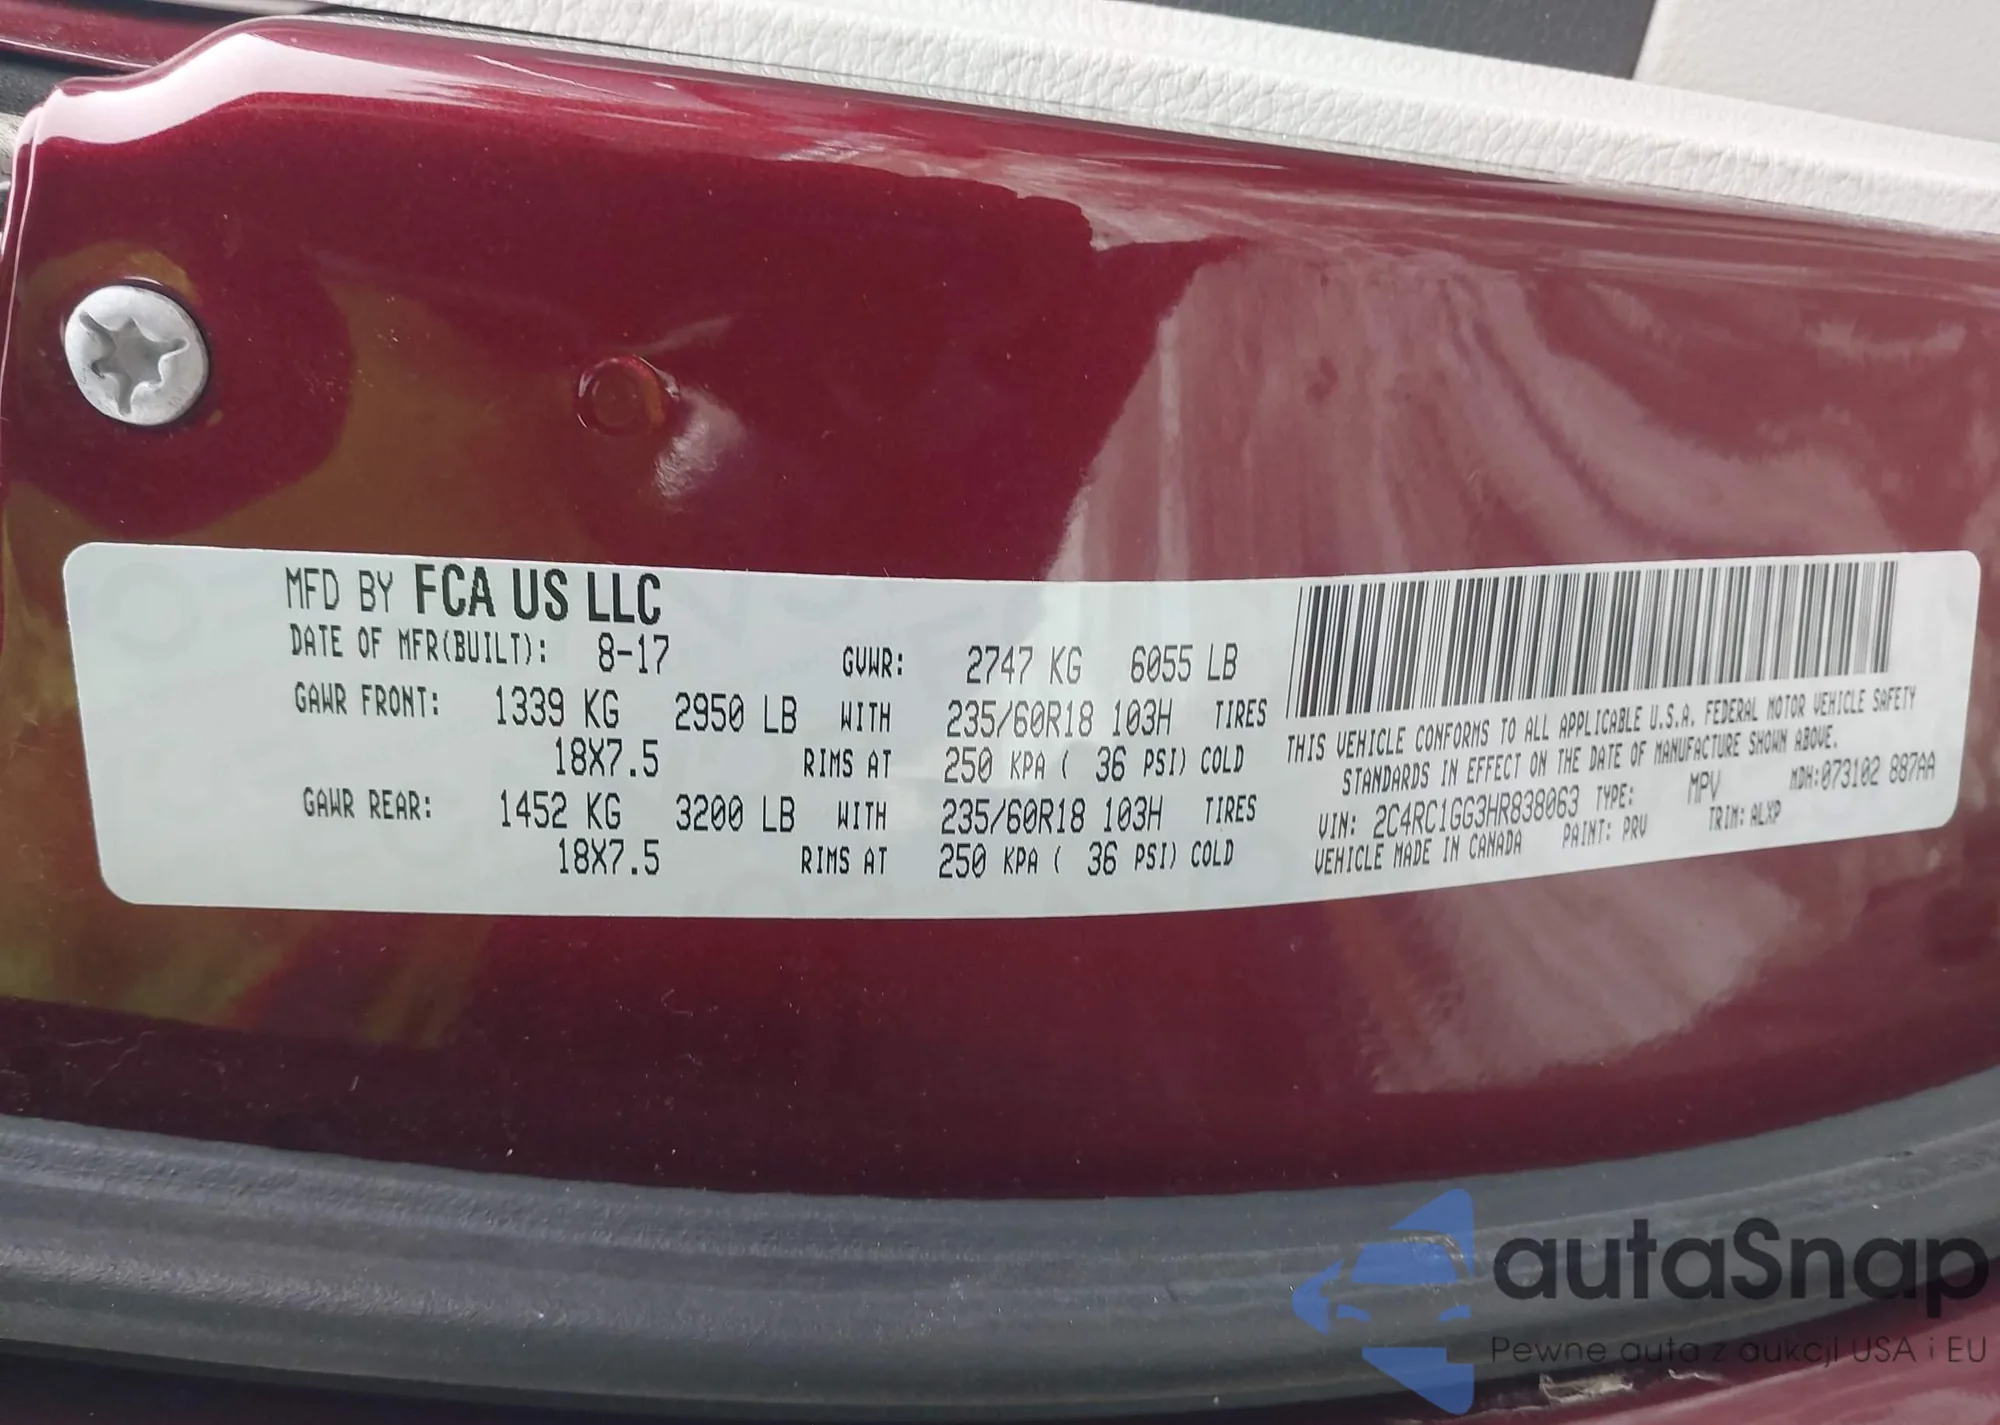 MFD BY FCA US LLC
DATE OF MFR(BUILT): 8-17 GVWR: 2747 KG 6055 LB
GAWR FRONT: 1339 KG 2950 LB WITH 235/60R18 103H TIRES
18X7.5 RIMS AT 250 KPA ( 36 PSI) COLD
GAWR REAR: 1452 KG 3200 LB WITH 235/60R18 103H TIRES
18X7.5 RIMS AT 250 KPA ( 36 PSI) COLD
THIS VEHICLE CONFORMS TO ALL APPLICABLE U.S.A. FEDERAL MOTOR VEHICLE SAFETY
STANDARDS IN EFFECT ON THE DATE OF MANUFACTURE SHOWN ABOVE.
VIN: 2C4RC1GG3HR838063 TYPE: MPV MDH:073102 887AA
VEHICLE MADE IN CANADA PAINT: PRV TRIM: ALXP
autaSnap
Pewne auta z aukcji USA i EU